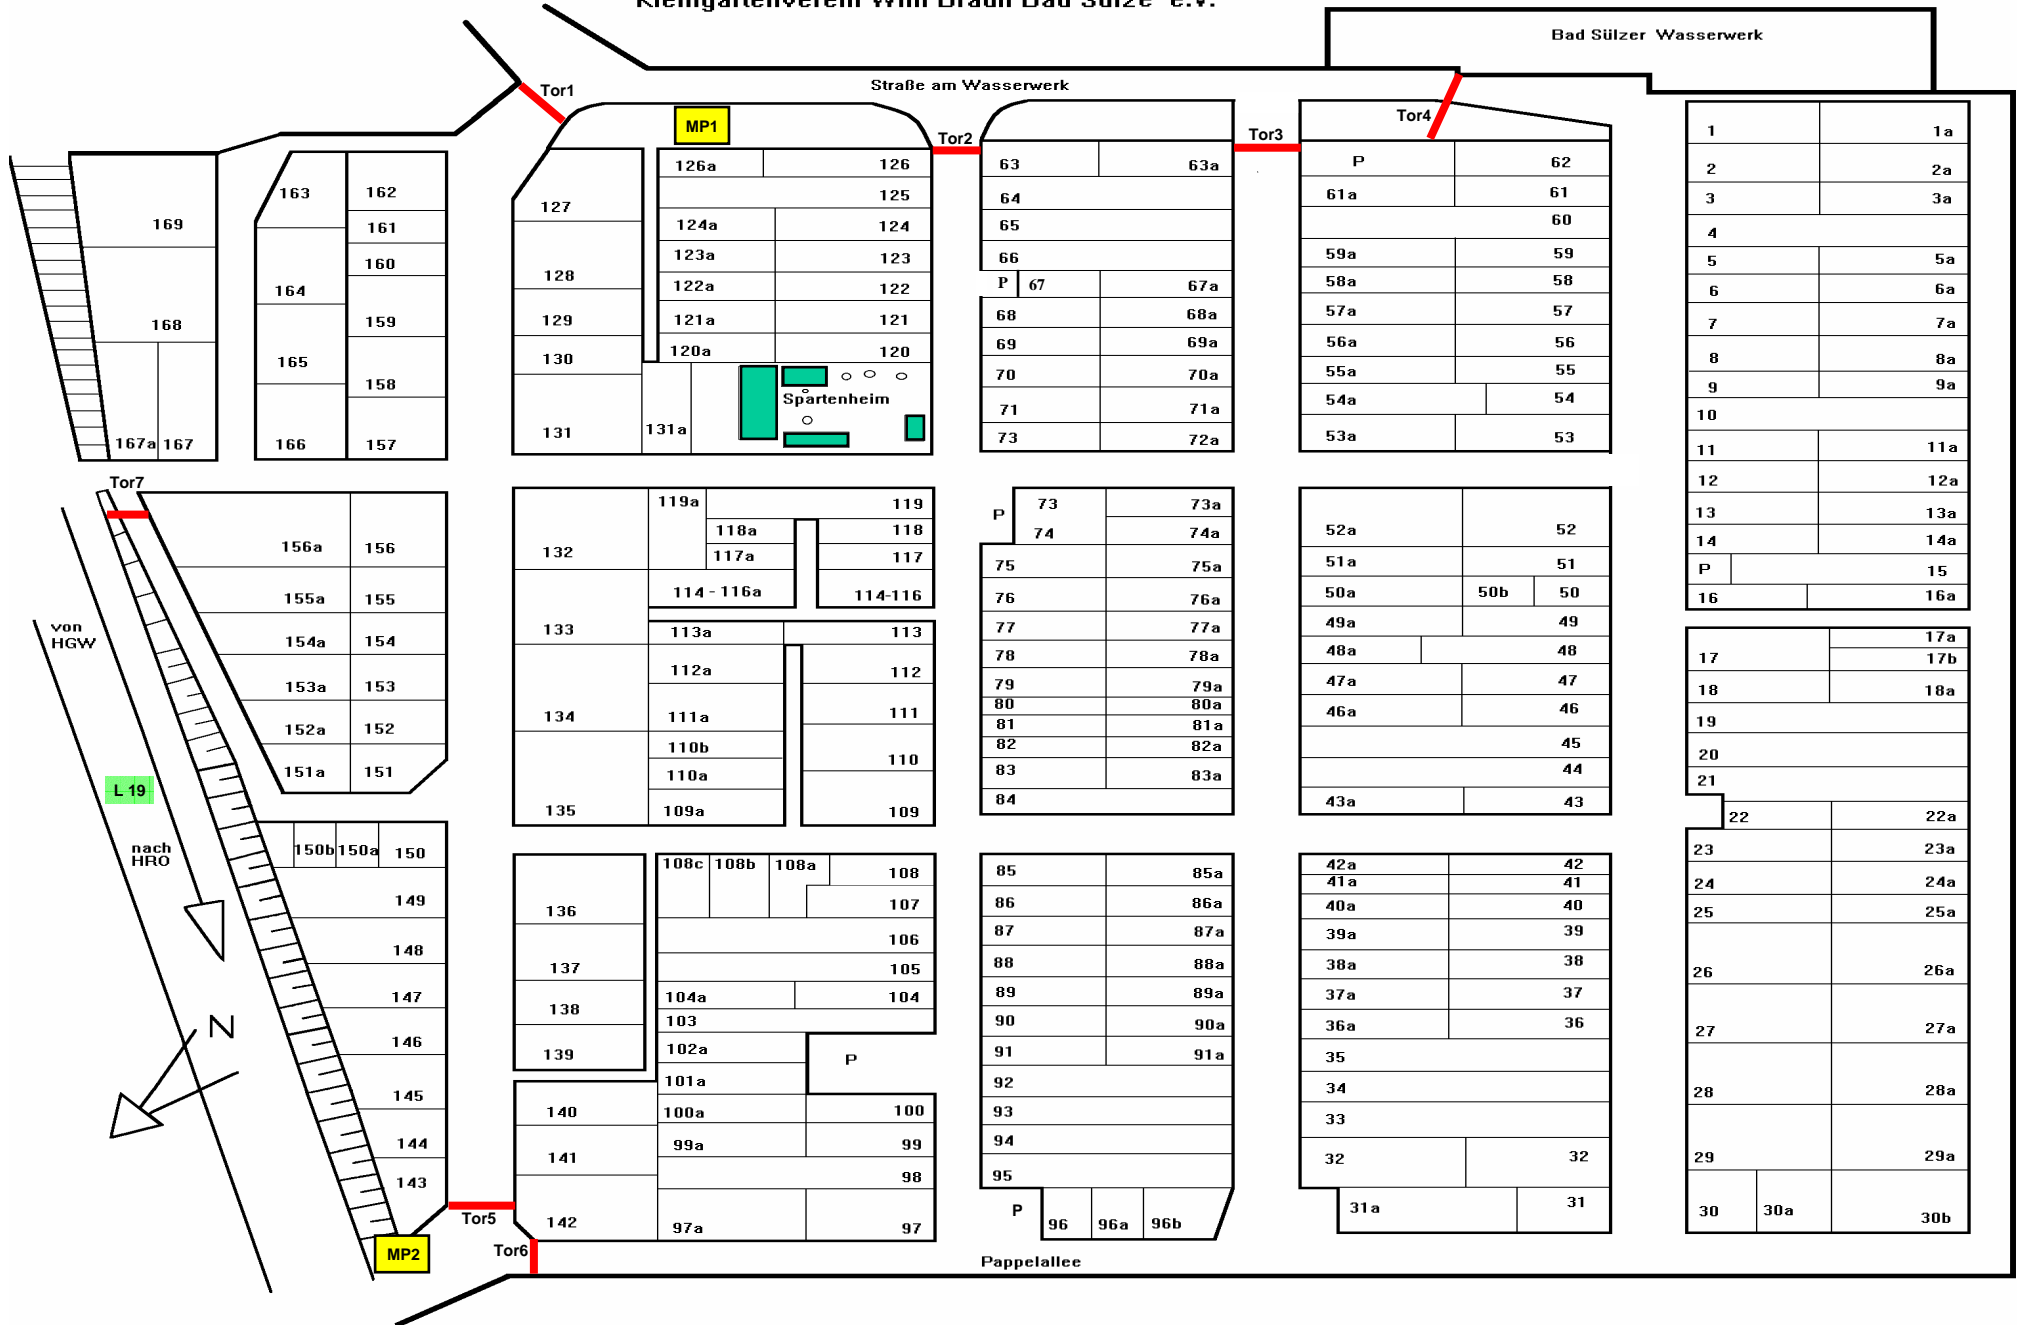 Kleingartenverein Willi Braun Bad Sülze e.V.
Bad Sülzer Wasserwerk
Straße am Wasserwerk
Tor1
MP1
Tor2
Tor3
Tor4
169
168
167a 167
163
164
165
166
162
161
160
159
158
157
127
128
129
130
131
131a
126a 126
125
124a 124
123a 123
122a 122
121a 121
120a 120
Spartenheim
63 63a
64
65
66
P 67 67a
68 68a
69 69a
70 70a
71 71a
73 72a
P 62
61a 61
60
59a 59
58a 58
57a 57
56a 56
55a 55
54a 54
53a 53
1 1a
2 2a
3 3a
4
5 5a
6 6a
7 7a
8 8a
9 9a
10
11 11a
12 12a
13 13a
14 14a
P 15
16 16a
Tor7
156a 156
155a 155
154a 154
153a 153
152a 152
151a 151
von
HGW
L 19
nach
HRO
N
132
133
134
135
119a 119
118a 118
117a 117
114 - 116a 114-116
113a 113
112a 112
111a 111
110b 110
110a
109a 109
P 73 73a
74 74a
75 75a
76 76a
77 77a
78 78a
79 79a
80 80a
81 81a
82 82a
83 83a
84
52a 52
51a 51
50a 50b 50
49a 49
48a 48
47a 47
46a 46
45
44
43a 43
17 17a
17b
18 18a
19
20
21
22 22a
23 23a
24 24a
25 25a
26 26a
27 27a
28 28a
29 29a
30 30a 30b
150b 150a 150
149
148
147
146
145
144
143
MP2
Tor5
Tor6
136
137
138
139
140
141
142
108c 108b 108a 108
107
106
105
104a 104
103
102a
P
101a
100a 100
99a 99
98
97a 97
85 85a
86 86a
87 87a
88 88a
89 89a
90 90a
91 91a
92
93
94
95
P 96 96a 96b
42a 42
41a 41
40a 40
39a 39
38a 38
37a 37
36a 36
35
34
33
32 32
31a 31
Pappelallee